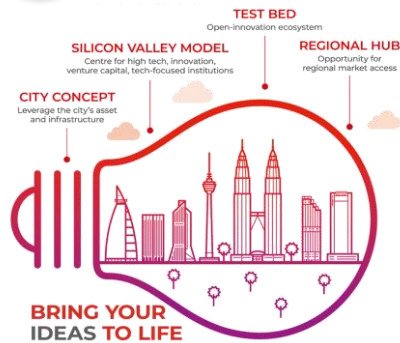 TEST BED
Open-innovation ecosystem
SILICON VALLEY MODEL
Centre for high tech, innovation,
venture capital, tech-focused institutions
REGIONAL HUB
Opportunity for
regional market access
CITY CONCEPT
Leverage the city's asset
and infrastructure
BRING YOUR
IDEAS TO LIFE